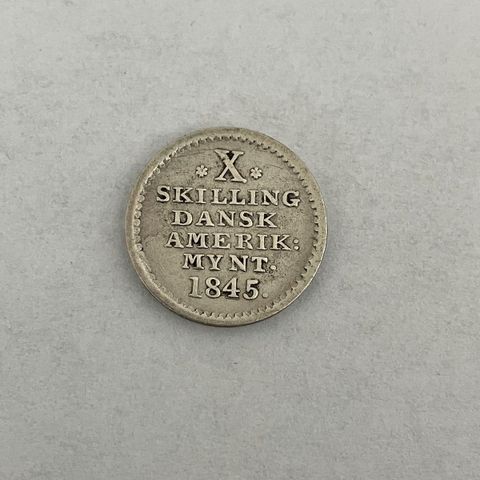 X
SKILLING
DANSK
AMERIK:
MYNT.
1845.